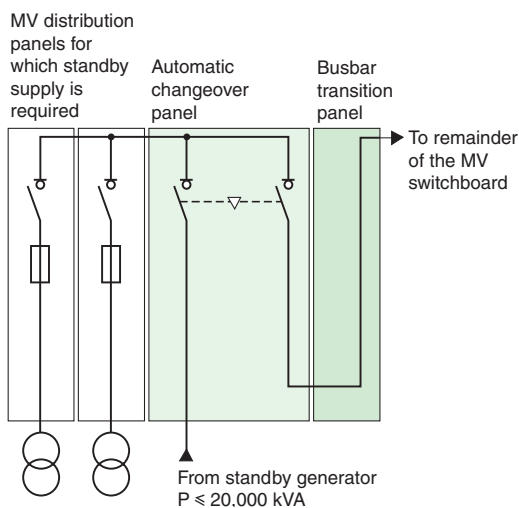 MV distribution
panels for
which standby
supply is
required
Automatic
changeover
panel
Busbar
transition
panel
To remainder
of the MV
switchboard
From standby generator
P ⩽ 20,000 kVA